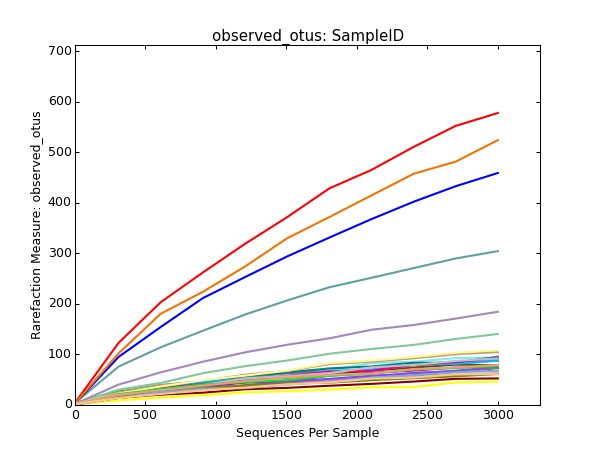 observed_otus: SampleID
700
600
500
400
300
200
100
0
Rarefaction Measure: observed_otus
0 500 1000 1500 2000 2500 3000
Sequences Per Sample